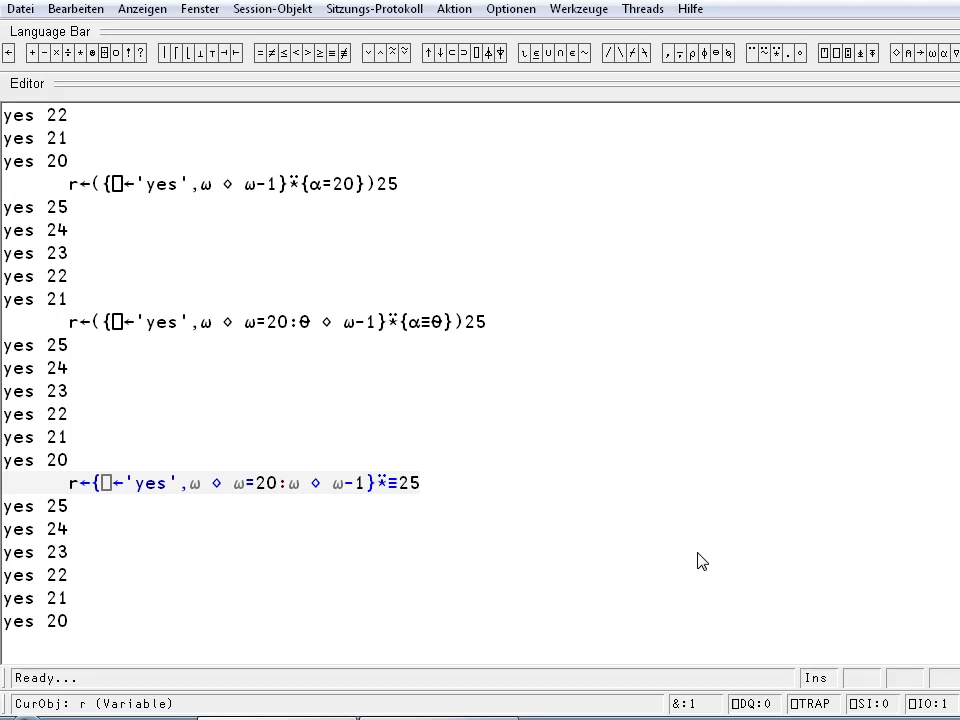 Datei Bearbeiten Anzeigen Fenster Session-Objekt Sitzungs-Protokoll Aktion Optionen Werkzeuge Threads Hilfe
Language Bar
← + - × ÷ * ⍟ ⌹ ○ ! ? | ⌈ ⌊ ⊥ ⊤ ⊣ ⊢ = ≠ ≤ < > ≥ ≡ ≢ ∨ ∧ ⍲ ⍱ ↑ ↓ ⊂ ⊃ ⌷ ⍋ ⍒ ⍳ ⍷ ∪ ∩ ∊ ~ / \ ⌿ ⍀ , ⍪ ⍴ ⌽ ⊖ ⍉ ¨ ⍨ ⍣ . ∘ ⍞ ⎕ ⍠ ⍎ ⍕ ⋄ ⍝ → ⍵ ⍺ ∇
Editor
yes 22
yes 21
yes 20
r←({⎕←'yes',⍵ ⋄ ⍵-1}⍣{⍺=20})25
yes 25
yes 24
yes 23
yes 22
yes 21
r←({⎕←'yes',⍵ ⋄ ⍵=20:⍬ ⋄ ⍵-1}⍣{⍺≡⍬})25
yes 25
yes 24
yes 23
yes 22
yes 21
yes 20
r←{⎕←'yes',⍵ ⋄ ⍵=20:⍵ ⋄ ⍵-1}⍣≡25
yes 25
yes 24
yes 23
yes 22
yes 21
yes 20
Ready... Ins
CurObj: r (Variable) &:1 ⎕DQ:0 ⎕TRAP ⎕SI:0 ⎕IO:1